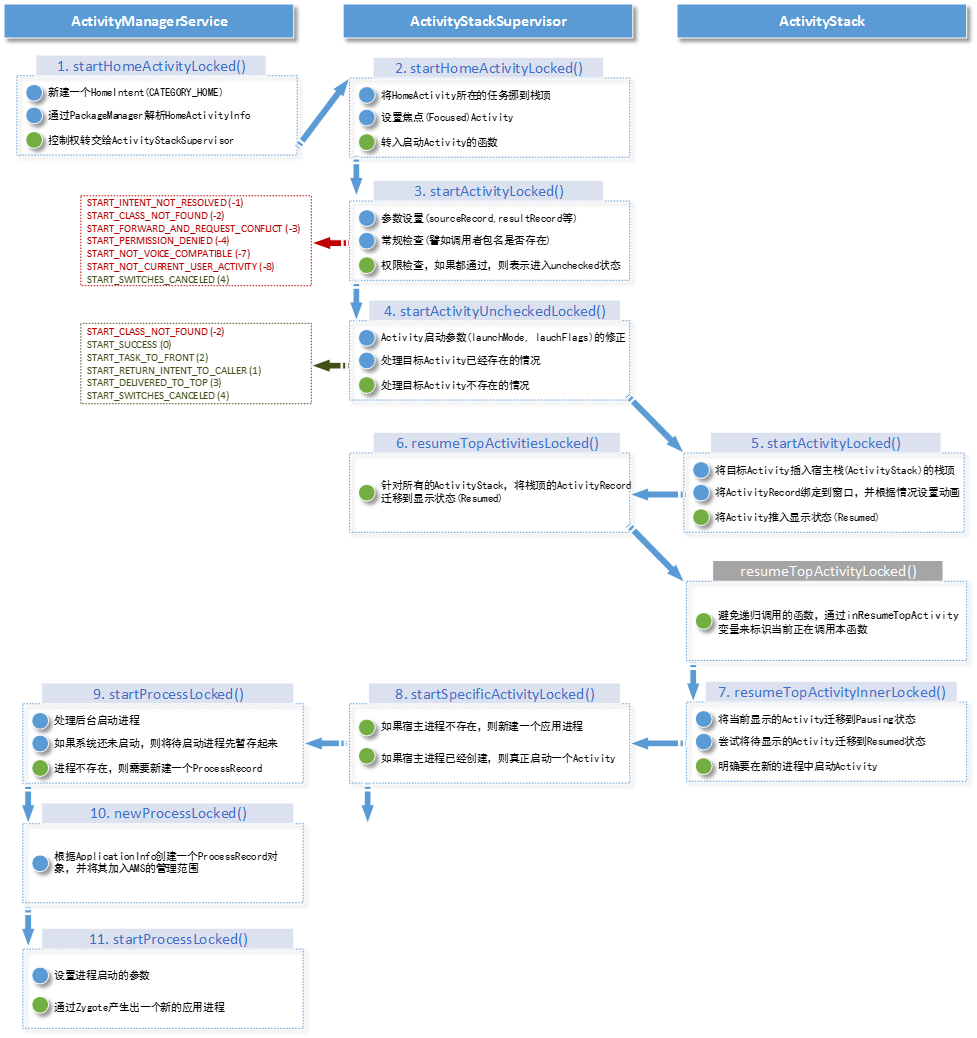 ActivityManagerService
ActivityStackSupervisor
ActivityStack
1. startHomeActivityLocked()
新建一个HomeIntent(CATEGORY_HOME)
通过PackageManager解析HomeActivityInfo
控制权转交给ActivityStackSupervisor
2. startHomeActivityLocked()
将HomeActivity所在的任务挪到栈顶
设置焦点(Focused)Activity
转入启动Activity的函数
3. startActivityLocked()
参数设置(sourceRecord,resultRecord等)
常规检查(譬如调用者包名是否存在)
权限检查，如果都通过，则表示进入unchecked状态
START_INTENT_NOT_RESOLVED (-1)
START_CLASS_NOT_FOUND (-2)
START_FORWARD_AND_REQUEST_CONFLICT (-3)
START_PERMISSION_DENIED (-4)
START_NOT_VOICE_COMPATIBLE (-7)
START_NOT_CURRENT_USER_ACTIVITY (-8)
START_SWITCHES_CANCELED (4)
4. startActivityUncheckedLocked()
Activity启动参数(launchMode, lauchFlags)的修正
处理目标Activity已经存在的情况
处理目标Activity不存在的情况
START_CLASS_NOT_FOUND (-2)
START_SUCCESS (0)
START_TASK_TO_FRONT (2)
START_RETURN_INTENT_TO_CALLER (1)
START_DELIVERED_TO_TOP (3)
START_SWITCHES_CANCELED (4)
5. startActivityLocked()
将目标Activity插入宿主栈(ActivityStack)的栈顶
将ActivityRecord绑定到窗口，并根据情况设置动画
将Activity推入显示状态(Resumed)
6. resumeTopActivitiesLocked()
针对所有的ActivityStack，将栈顶的ActivityRecord
迁移到显示状态(Resumed)
resumeTopActivityLocked()
避免递归调用的函数，通过inResumeTopActivity
变量来标识当前正在调用本函数
7. resumeTopActivityInnerLocked()
将当前显示的Activity迁移到Pausing状态
尝试将待显示的Activity迁移到Resumed状态
明确要在新的进程中启动Activity
8. startSpecificActivityLocked()
如果宿主进程不存在，则新建一个应用进程
如果宿主进程已经创建，则真正启动一个Activity
9. startProcessLocked()
处理后台启动进程
如果系统还未启动，则将待启动进程先暂存起来
进程不存在，则需要新建一个ProcessRecord
10. newProcessLocked()
根据ApplicationInfo创建一个ProcessRecord对
象，并将其加入AMS的管理范围
11. startProcessLocked()
设置进程启动的参数
通过Zygote产生出一个新的应用进程